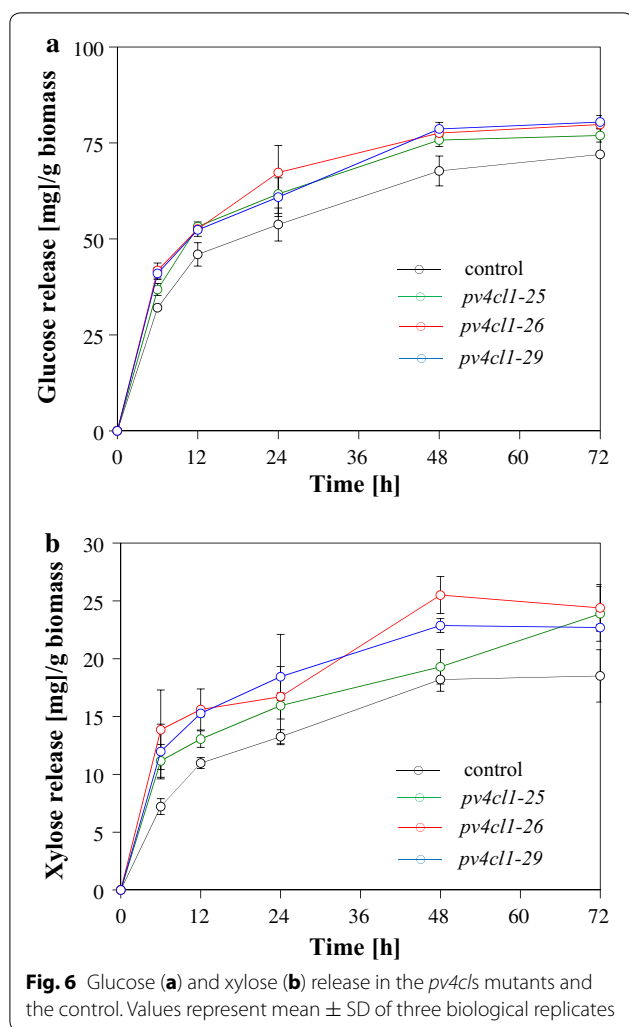 a
100
75
50
25
0
Glucose release [mg]/g biomass
control
pv4cl1-25
pv4cl1-26
pv4cl1-29
0 12 24 36 48 60 72
Time [h]
b
30
25
20
15
10
5
0
Xylose release [mg]/g biomass
control
pv4cl1-25
pv4cl1-26
pv4cl1-29
0 12 24 36 48 60 72
Time [h]
Fig. 6 Glucose (a) and xylose (b) release in the pv4cls mutants and
the control. Values represent mean ± SD of three biological replicates